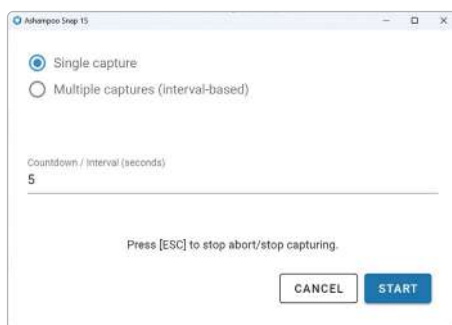 Ashampoo Snap 15
Single capture
Multiple captures (interval-based)
Countdown / Interval (seconds)
5
Press [ESC] to stop abort/stop capturing.
CANCEL START